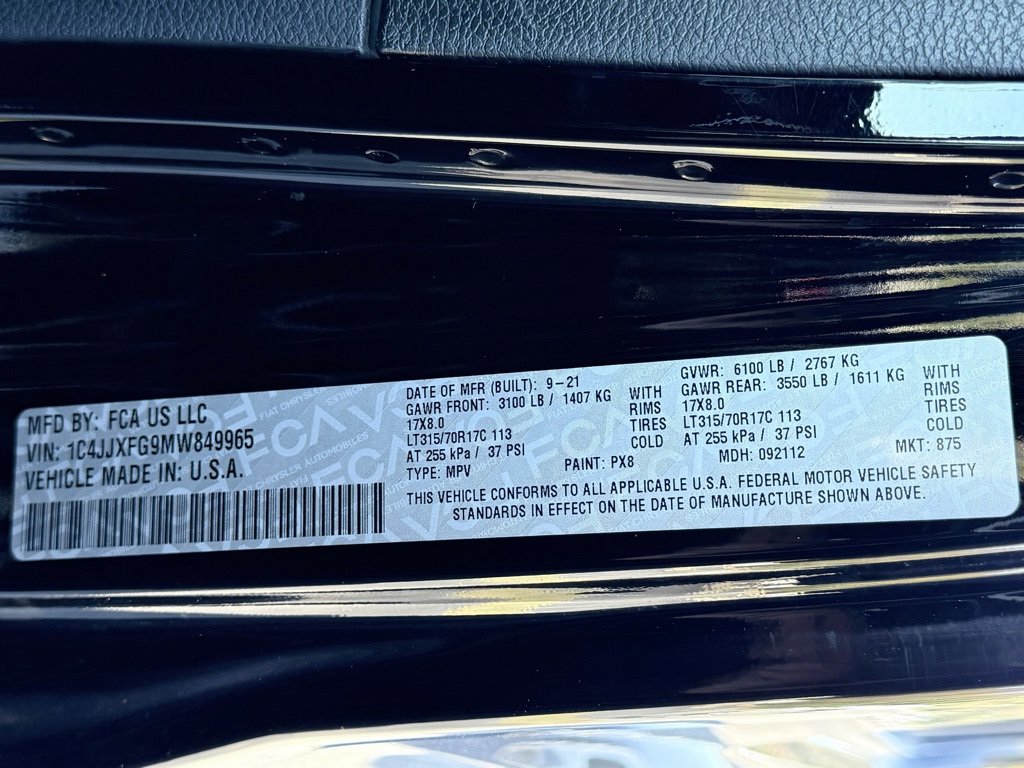 MFD BY: FCA US LLC
VIN: 1C4JJXFG9MW849965
VEHICLE MADE IN: U.S.A.
DATE OF MFR (BUILT): 9-21
GAWR FRONT: 3100 LB / 1407 KG WITH
17X8.0 RIMS
LT315/70R17C 113 TIRES
AT 255 kPa / 37 PSI COLD
TYPE: MPV PAINT: PX8
GVWR: 6100 LB / 2767 KG
GAWR REAR: 3550 LB / 1611 KG WITH
17X8.0 RIMS
LT315/70R17C 113 TIRES
AT 255 kPa / 37 PSI COLD
MDH: 092112 MKT: 875
THIS VEHICLE CONFORMS TO ALL APPLICABLE U.S.A. FEDERAL MOTOR VEHICLE SAFETY
STANDARDS IN EFFECT ON THE DATE OF MANUFACTURE SHOWN ABOVE.